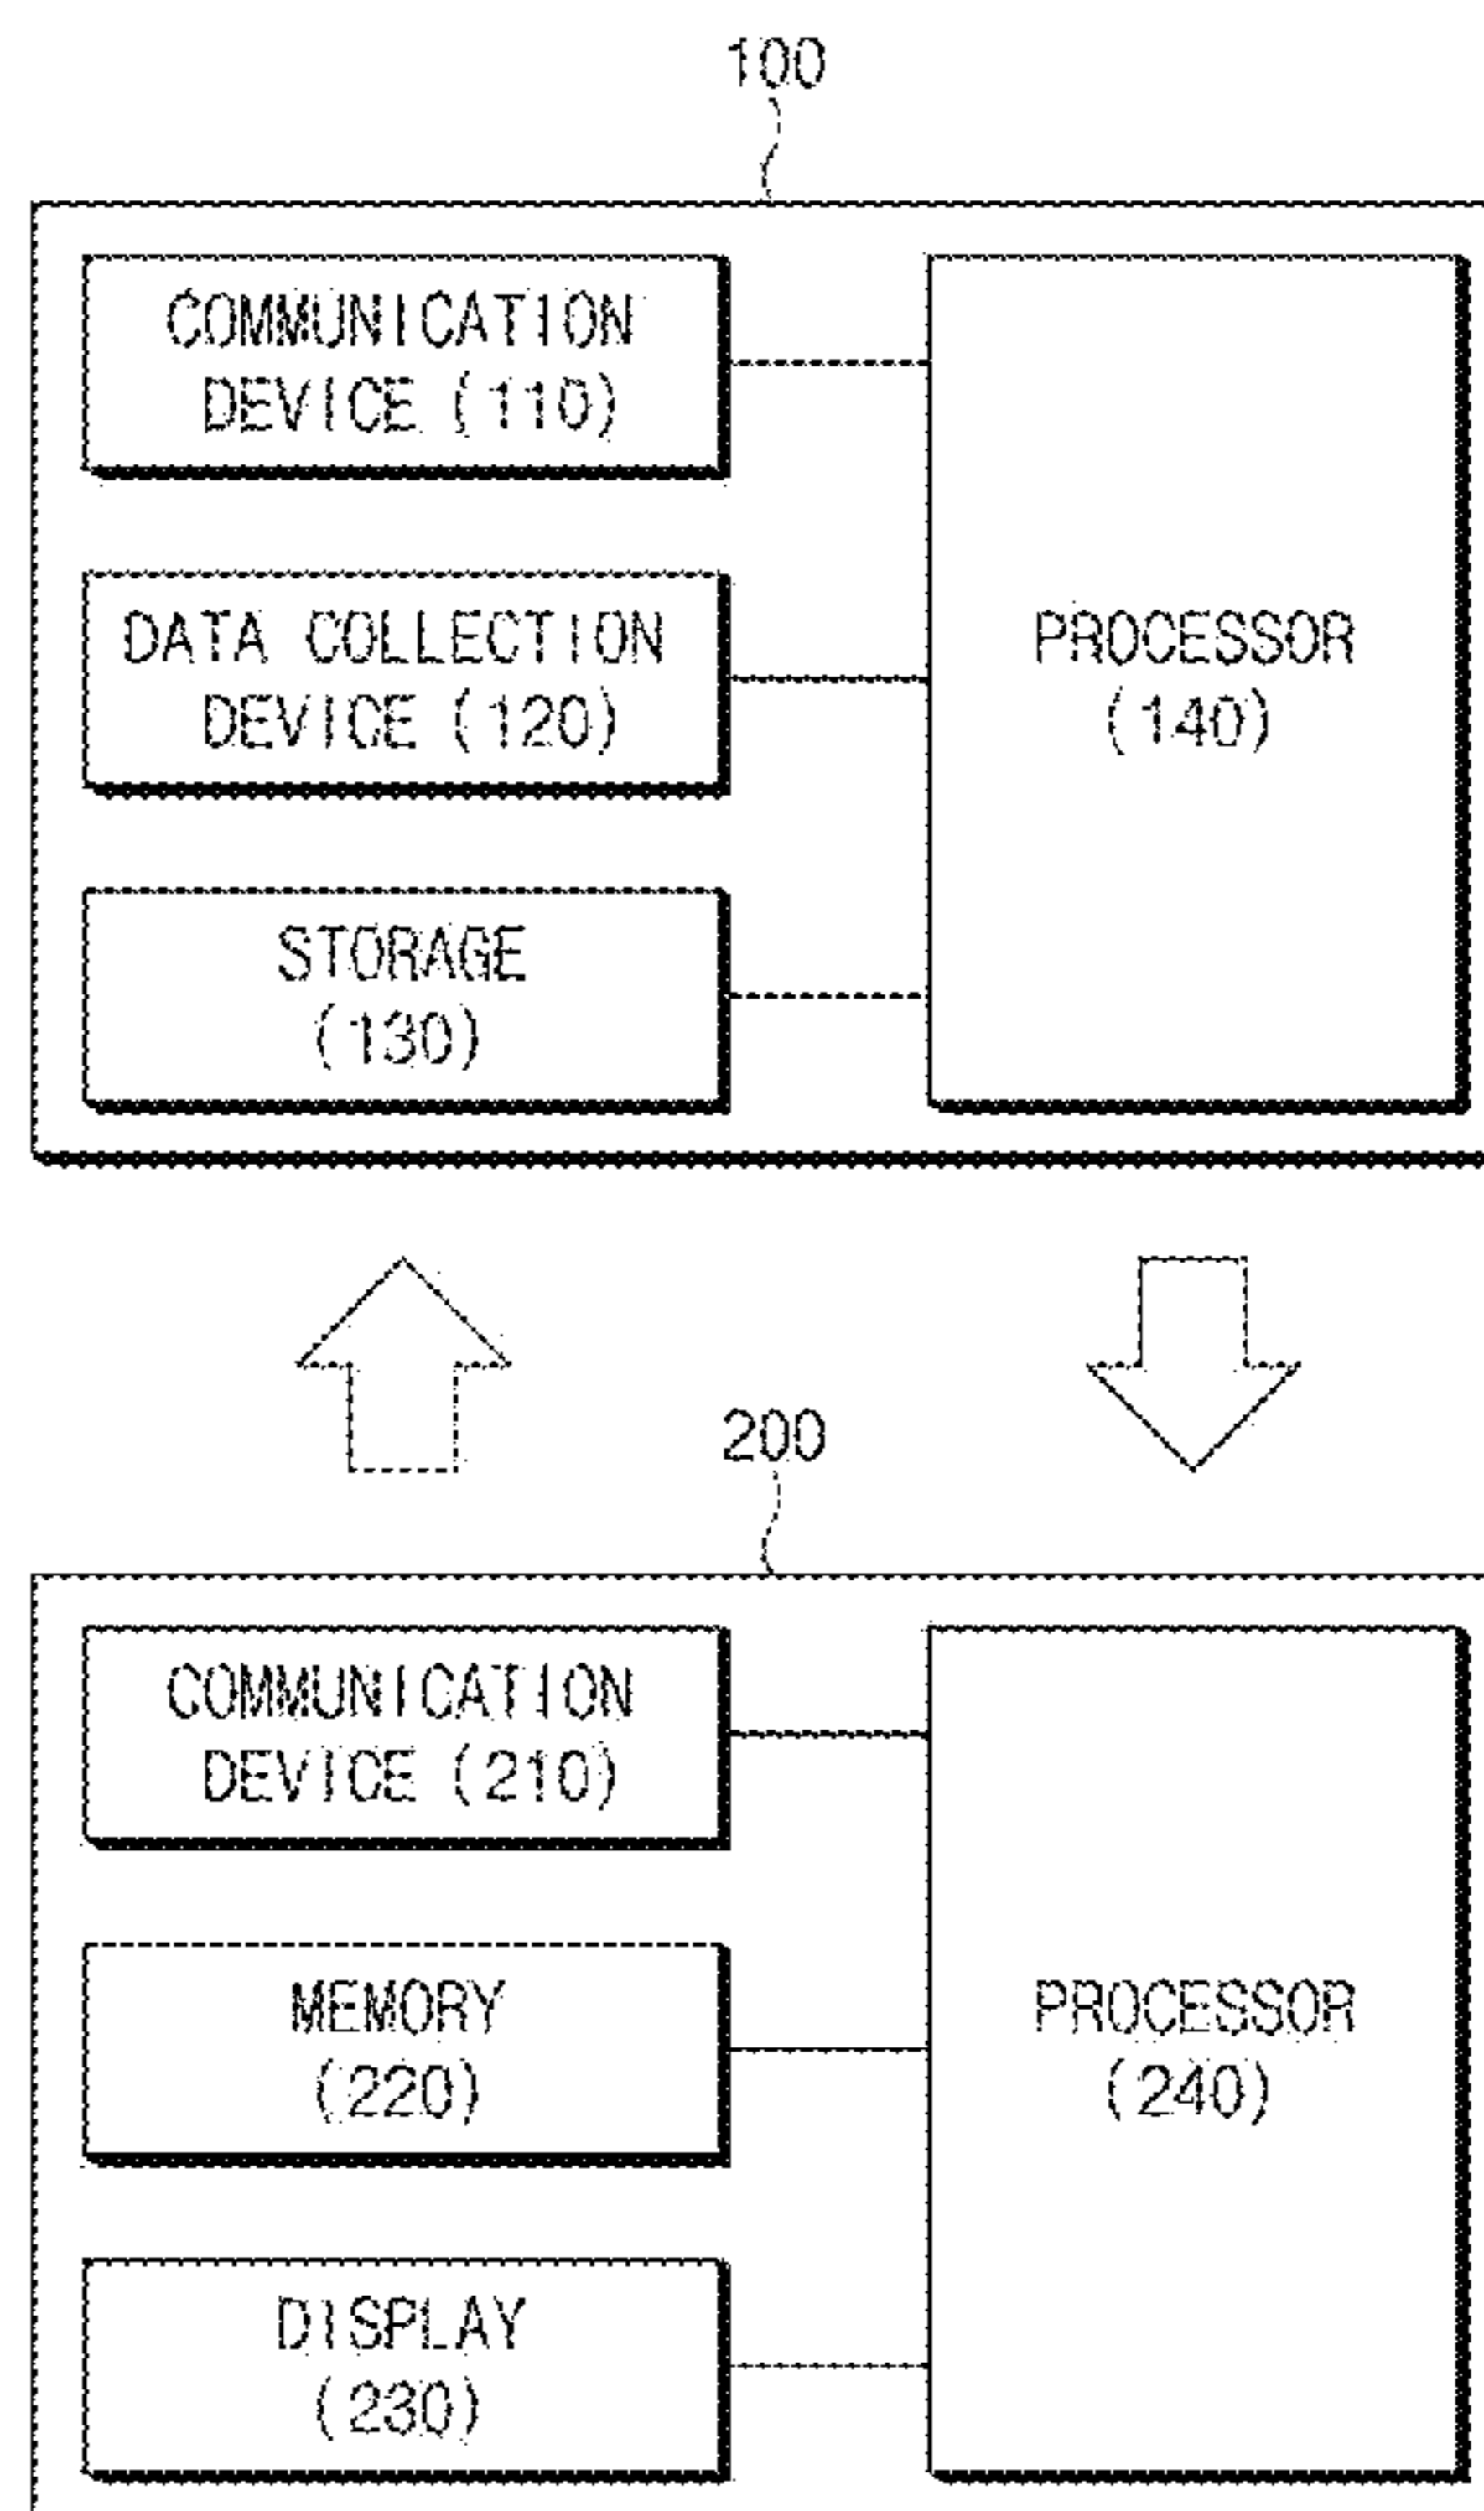 100
COMMUNICATION
DEVICE (110)
DATA COLLECTION
DEVICE (120)
STORAGE
(130)
PROCESSOR
(140)
200
COMMUNICATION
DEVICE (210)
MEMORY
(220)
DISPLAY
(230)
PROCESSOR
(240)